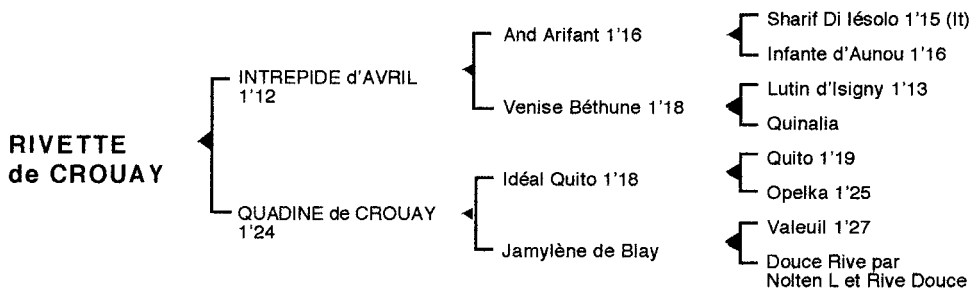 RIVETTE
de CROUAY
INTREPIDE d'AVRIL
1'12
QUADINE de CROUAY
1'24
And Arifant 1'16
Venise Béthune 1'18
Idéal Quito 1'18
Jamylène de Blay
Sharif Di Iésolo 1'15 (It)
Infante d'Aunou 1'16
Lutin d'Isigny 1'13
Quinalia
Quito 1'19
Opelka 1'25
Valeuil 1'27
Douce Rive par
Nolten L et Rive Douce